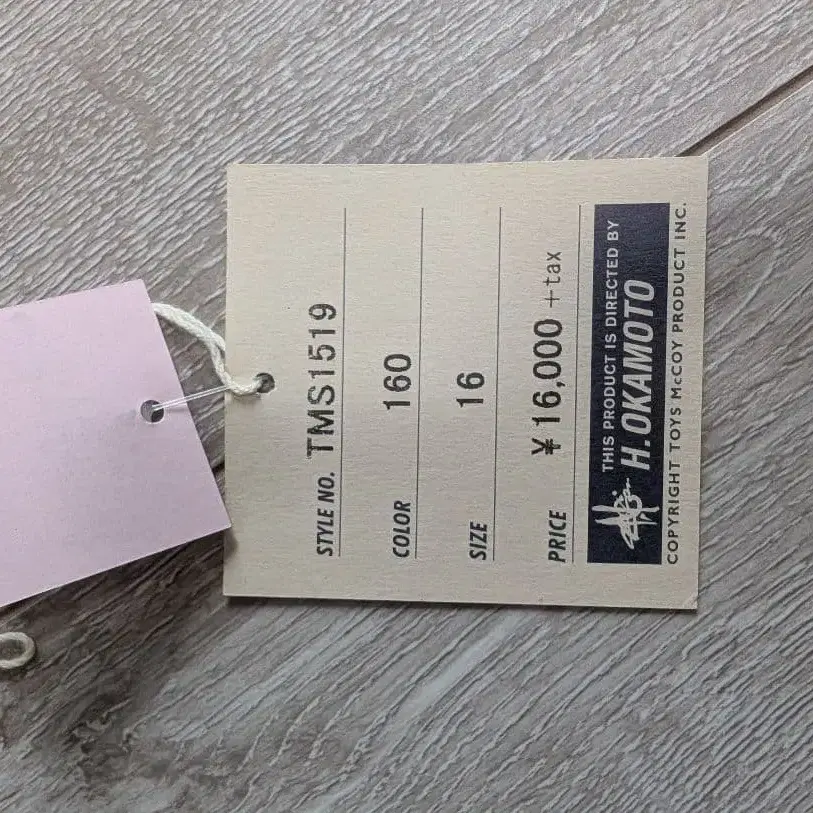 STYLE NO. TMS1519
COLOR 160
SIZE 16
PRICE ¥16,000 +tax
THIS PRODUCT IS DIRECTED BY
H.OKAMOTO
COPYRIGHT TOYS McCOY PRODUCT INC.